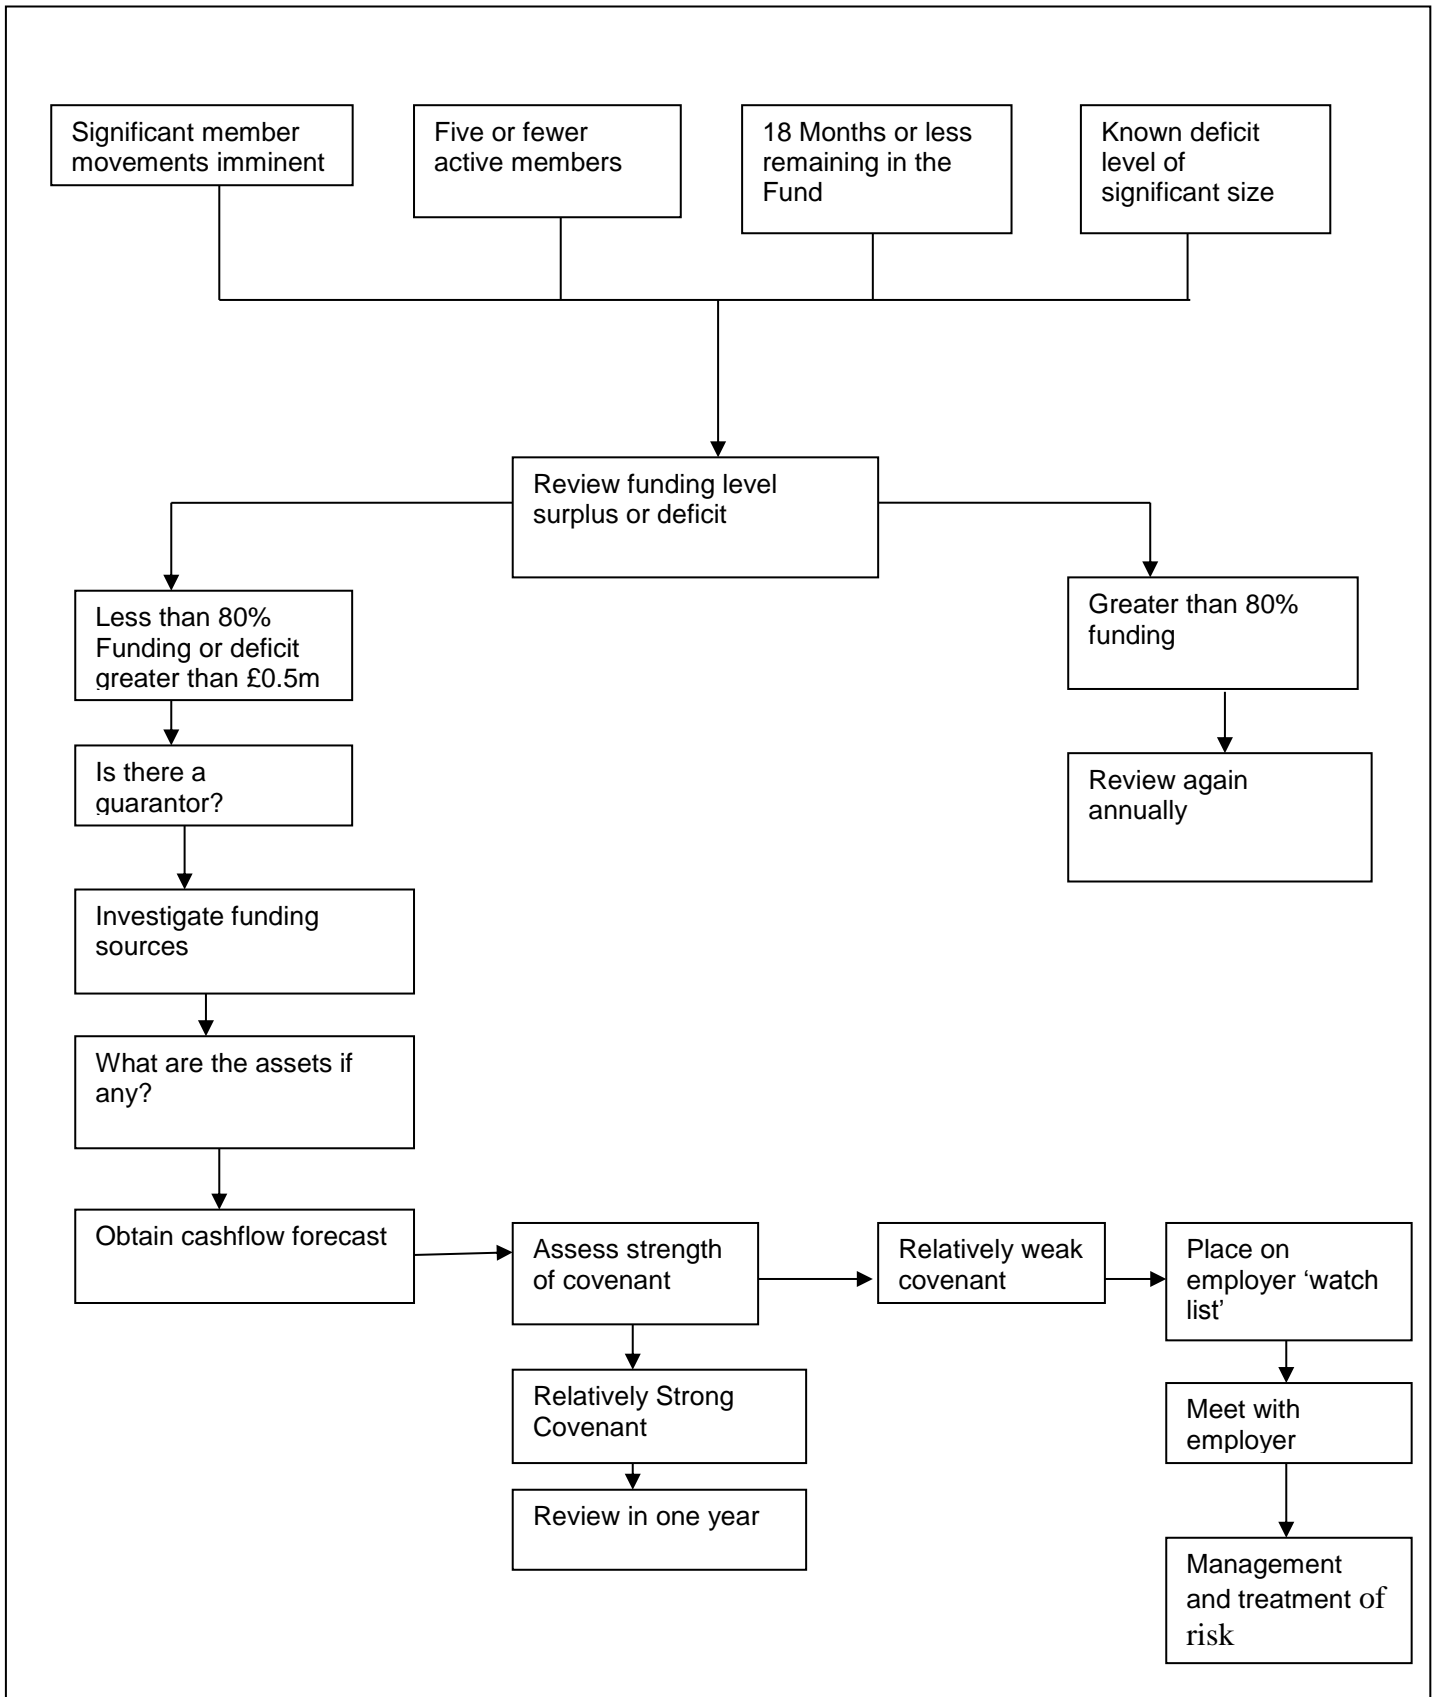 Significant member
movements imminent
Five or fewer
active members
18 Months or less
remaining in the
Fund
Known deficit
level of
significant size
Review funding level
surplus or deficit
Less than 80%
Funding or deficit
greater than £0.5m
Greater than 80%
funding
Is there a
guarantor?
Review again
annually
Investigate funding
sources
What are the assets if
any?
Obtain cashflow forecast
Assess strength
of covenant
Relatively weak
covenant
Place on
employer ‘watch
list’
Relatively Strong
Covenant
Meet with
employer
Review in one year
Management
and treatment of
risk